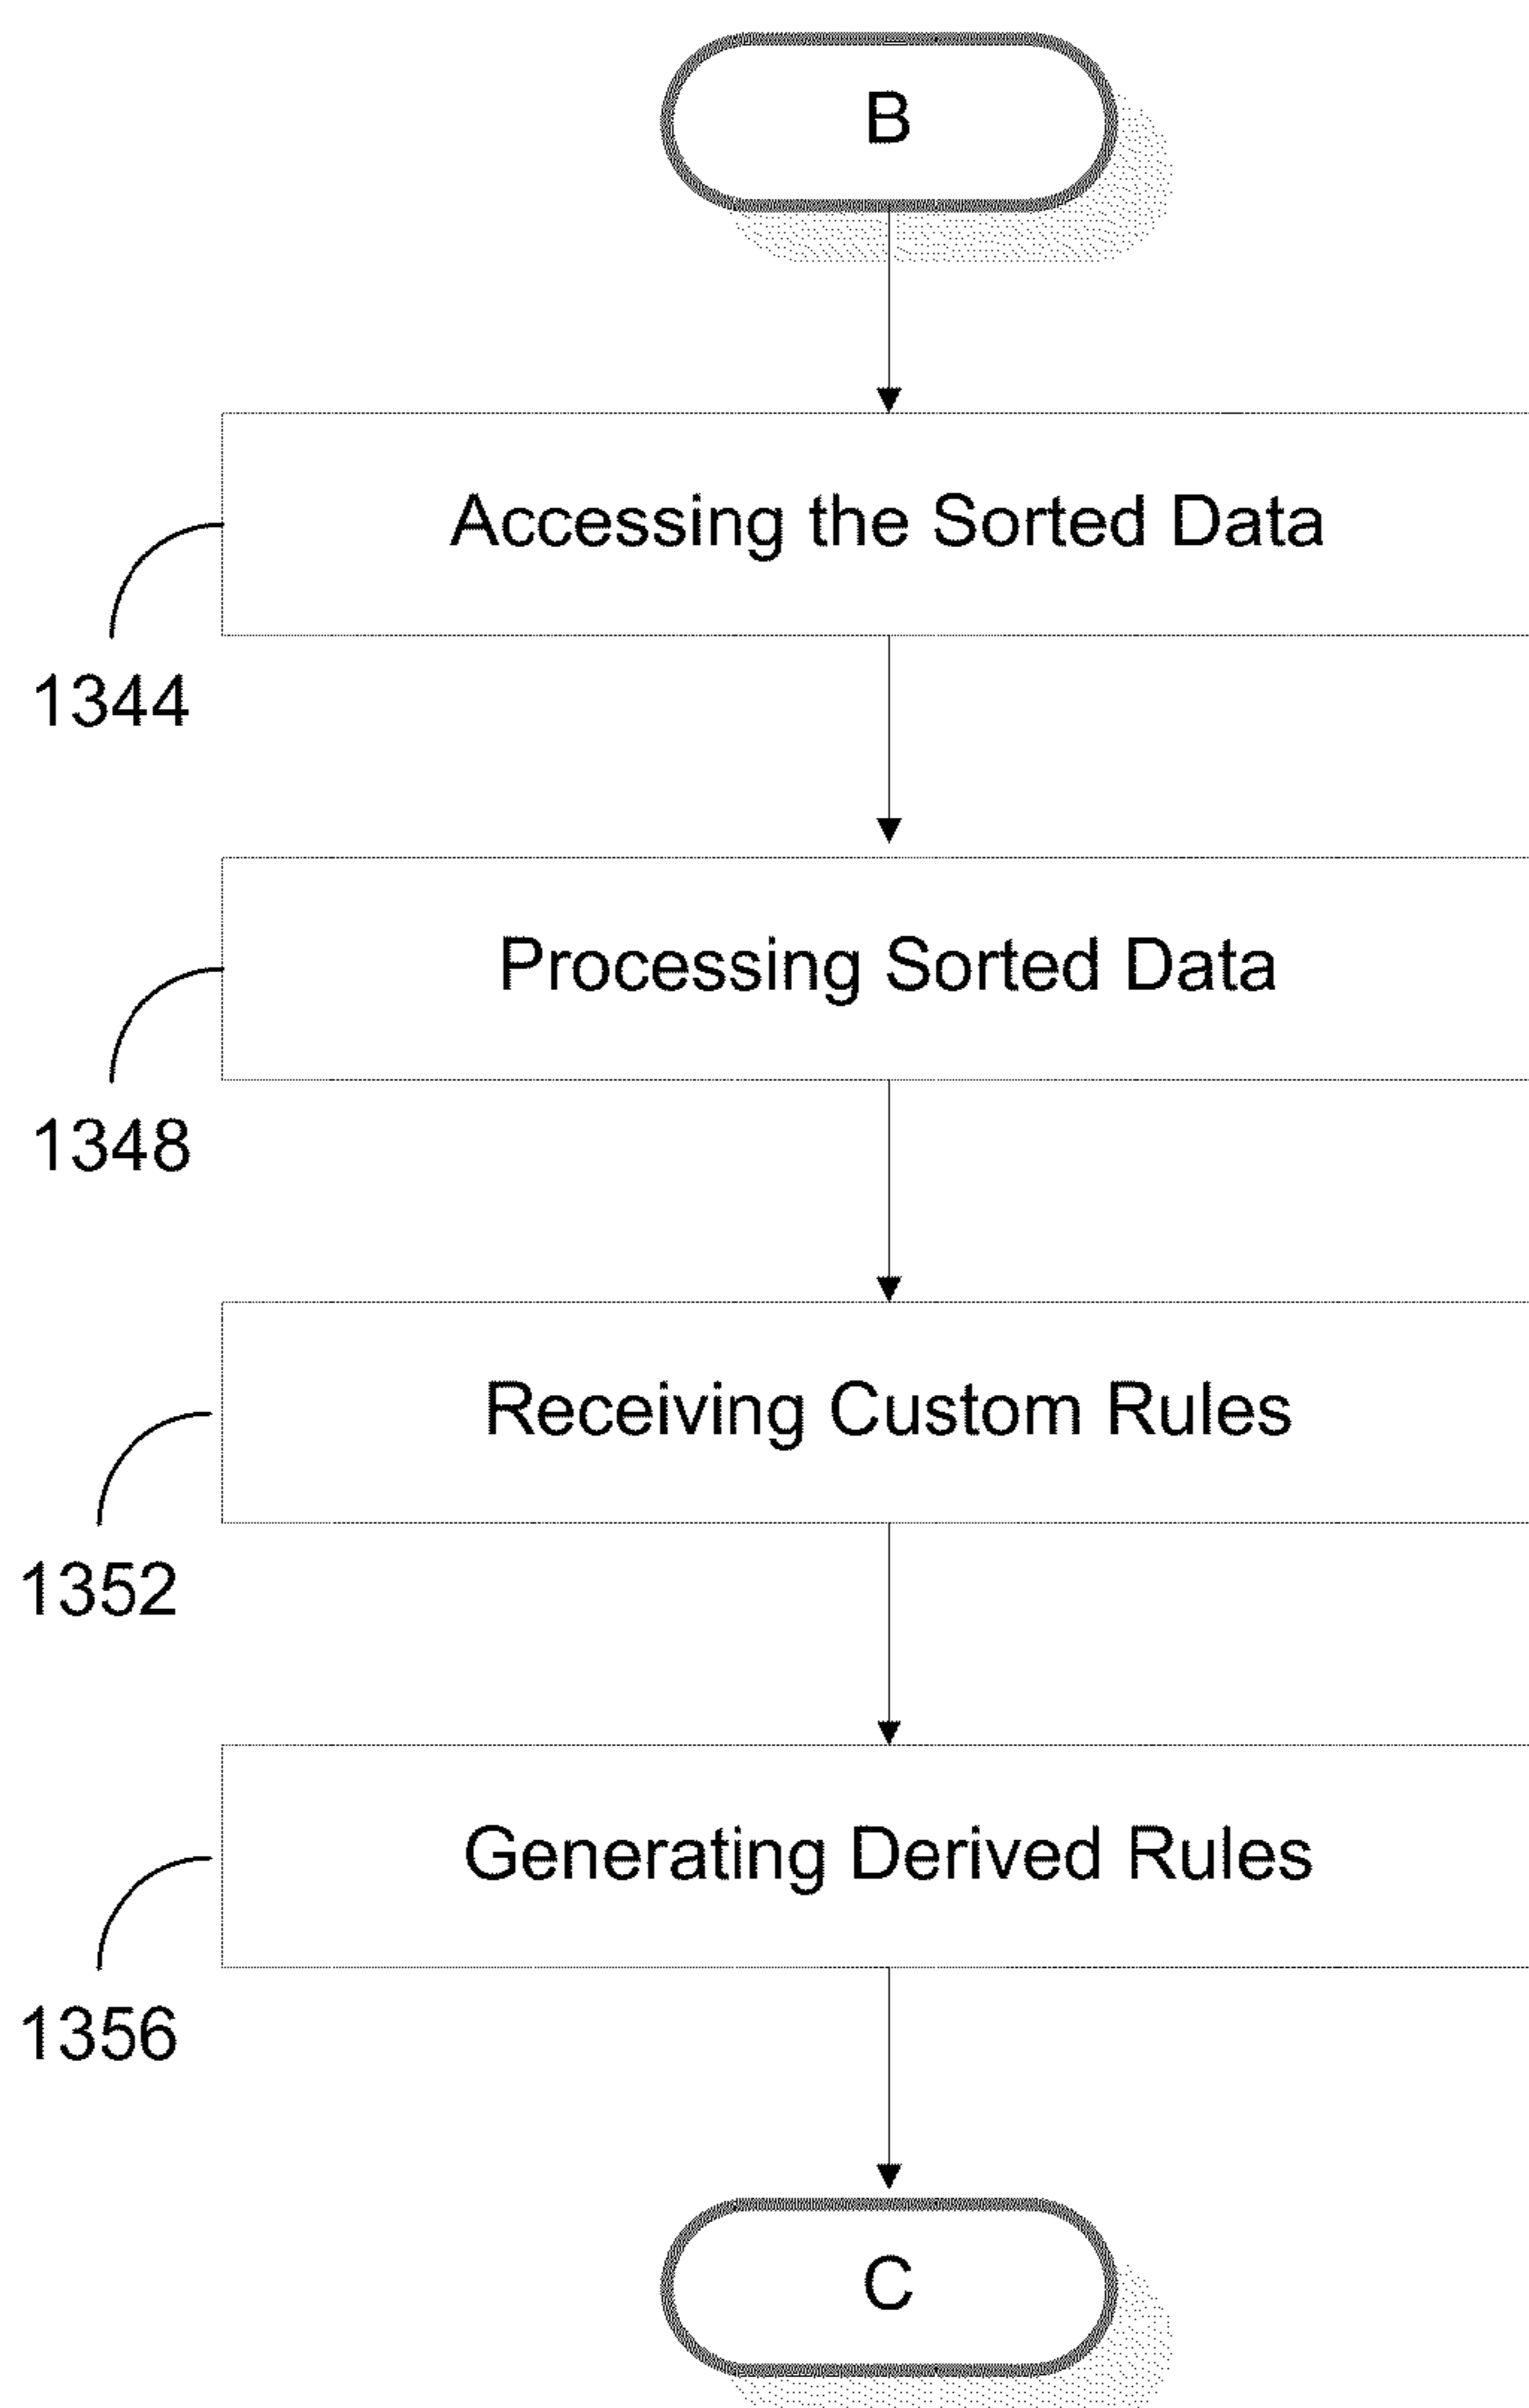 B
Accessing the Sorted Data
1344
Processing Sorted Data
1348
Receiving Custom Rules
1352
Generating Derived Rules
1356
C